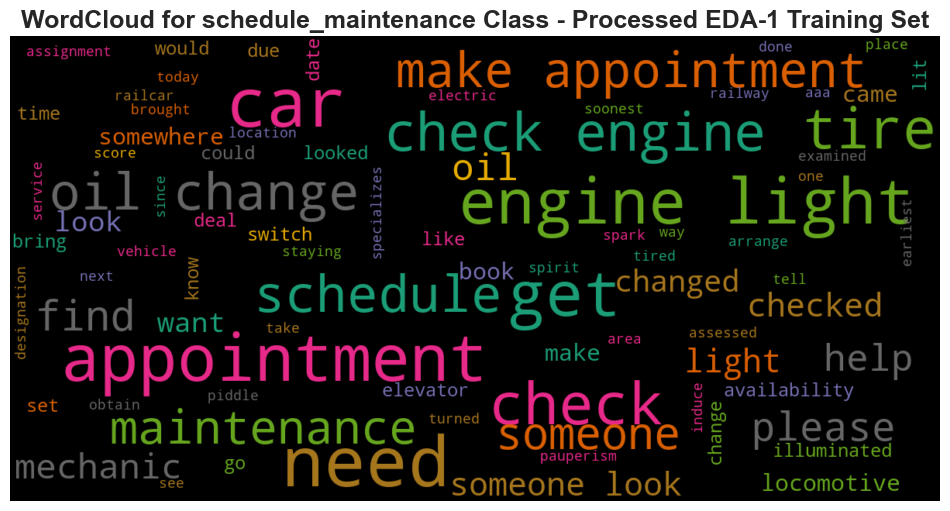 WordCloud for schedule_maintenance Class - Processed EDA-1 Training Set
assignment
would
due
date
make appointment
done
place
lit
today
car
electric
soonest
railway
aaa
came
time
railcar
brought
somewhere
location
check engine
tire
score
could
looked
oil
examined
service
oil change
since
specializes
engine light
one
look
deal
switch
like
spark
way
arrange
earliest
bring
vehicle
staying
tired
designation
next
know
schedule
book
spirit
get
changed
tell
find
want
take
checked
make
area
assessed
appointment
light
help
set
obtain
piddle
elevator
check
induce
availability
change
maintenance
turned
someone
please
mechanic
go
need
pauperism
illuminated
see
someone look
locomotive